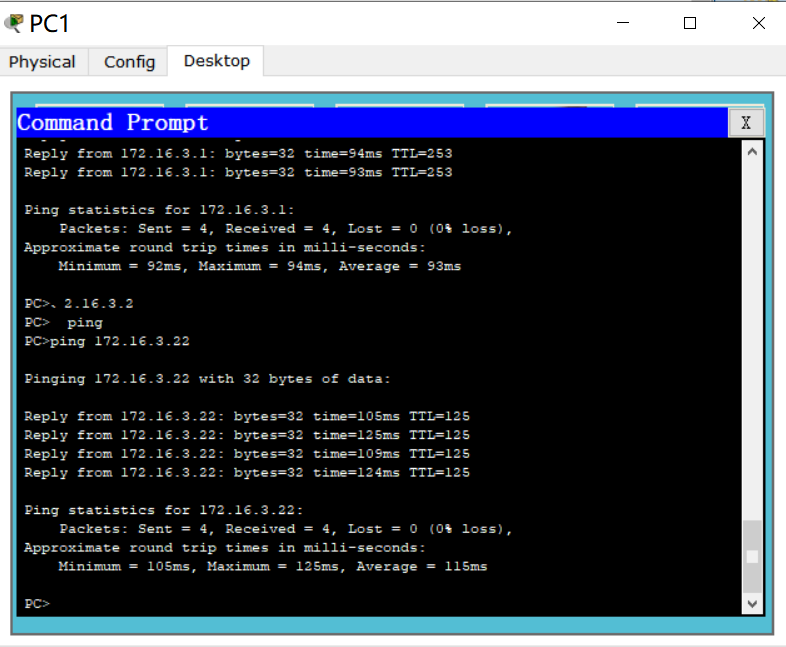 PC1
Physical Config Desktop
Command Prompt X
Reply from 172.16.3.1: bytes=32 time=94ms TTL=253
Reply from 172.16.3.1: bytes=32 time=93ms TTL=253
Ping statistics for 172.16.3.1:
Packets: Sent = 4, Received = 4, Lost = 0 (0% loss),
Approximate round trip times in milli-seconds:
Minimum = 92ms, Maximum = 94ms, Average = 93ms
PC>、2.16.3.2
PC> ping
PC>ping 172.16.3.22
Pinging 172.16.3.22 with 32 bytes of data:
Reply from 172.16.3.22: bytes=32 time=105ms TTL=125
Reply from 172.16.3.22: bytes=32 time=125ms TTL=125
Reply from 172.16.3.22: bytes=32 time=109ms TTL=125
Reply from 172.16.3.22: bytes=32 time=124ms TTL=125
Ping statistics for 172.16.3.22:
Packets: Sent = 4, Received = 4, Lost = 0 (0% loss),
Approximate round trip times in milli-seconds:
Minimum = 105ms, Maximum = 125ms, Average = 115ms
PC>